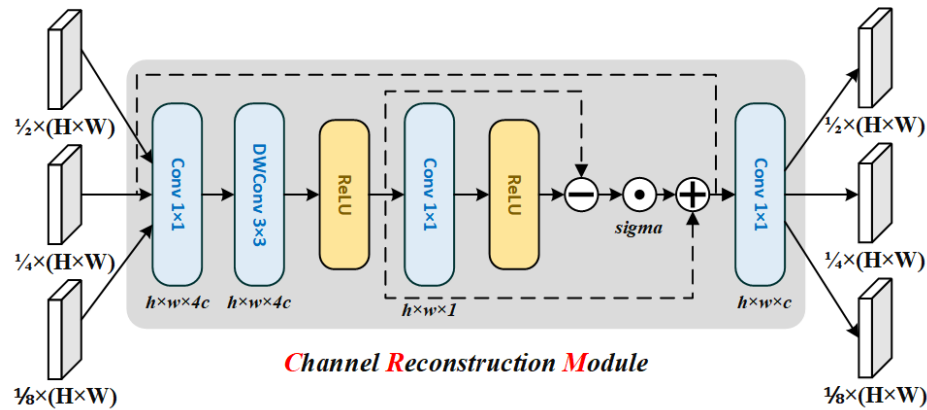 ½×(H×W)
¼×(H×W)
⅛×(H×W)
Conv 1×1
h×w×4c
DWConv 3×3
h×w×4c
ReLU
Conv 1×1
h×w×1
ReLU
sigma
Conv 1×1
h×w×c
½×(H×W)
¼×(H×W)
⅛×(H×W)
Channel Reconstruction Module